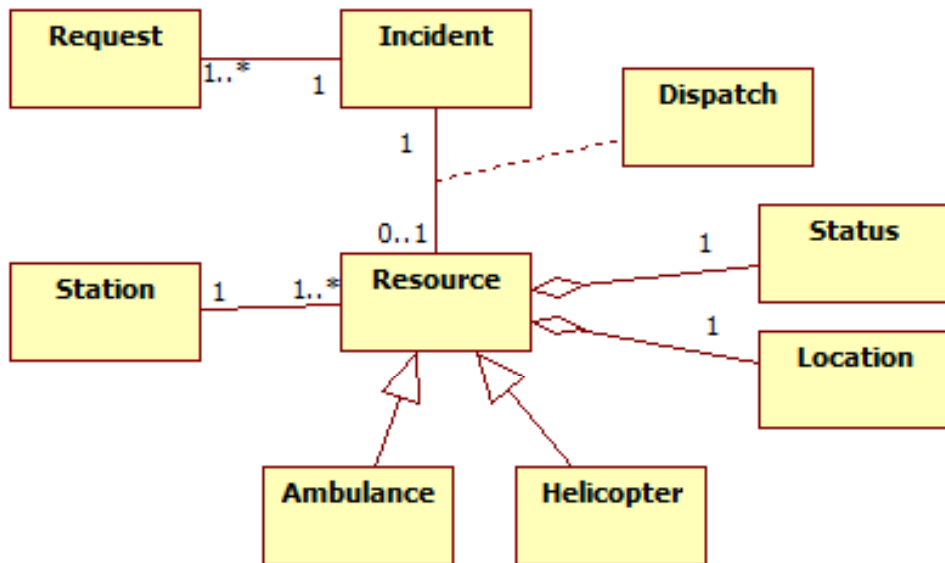 Request
Incident
1..*
1
Dispatch
1
0..1
Status
1
Station
1
1..*
Resource
1
Location
Ambulance
Helicopter